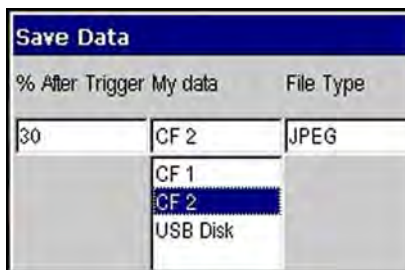 Save Data
% After Trigger My data File Type
30 CF 2 JPEG
CF 1
CF 2
USB Disk